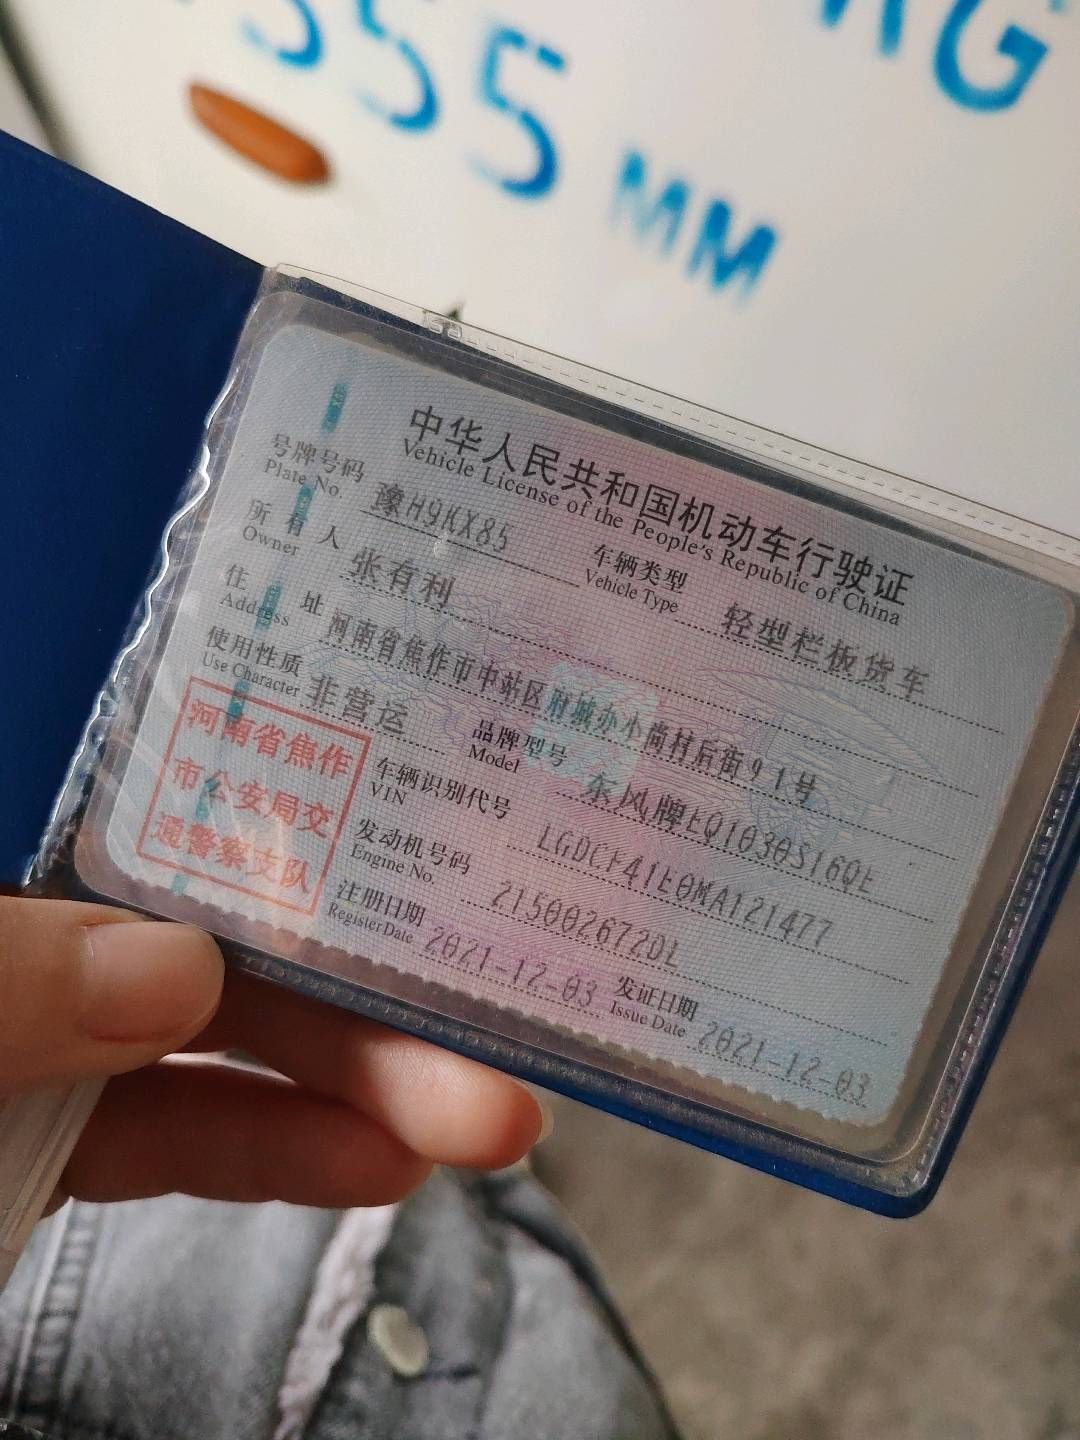 55
MM
中华人民共和国机动车行驶证
Vehicle License of the People's Republic of China
号牌号码 豫H9KX85 车辆类型 轻型栏板货车
Plate No. Vehicle Type
所有人 张有利
Owner
住址 河南省焦作市中站区府城办小尚村后街91号
Address
使用性质 非营运 品牌型号 东风牌EQ1030S16QE
Use Character Model
河南省焦作
市公安局交
通警察支队
车辆识别代号 LGDCF41E0MA121477
VIN
发动机号码 2150026720L
Engine No.
注册日期 2021-12-03 发证日期 2021-12-03
Register Date Issue Date